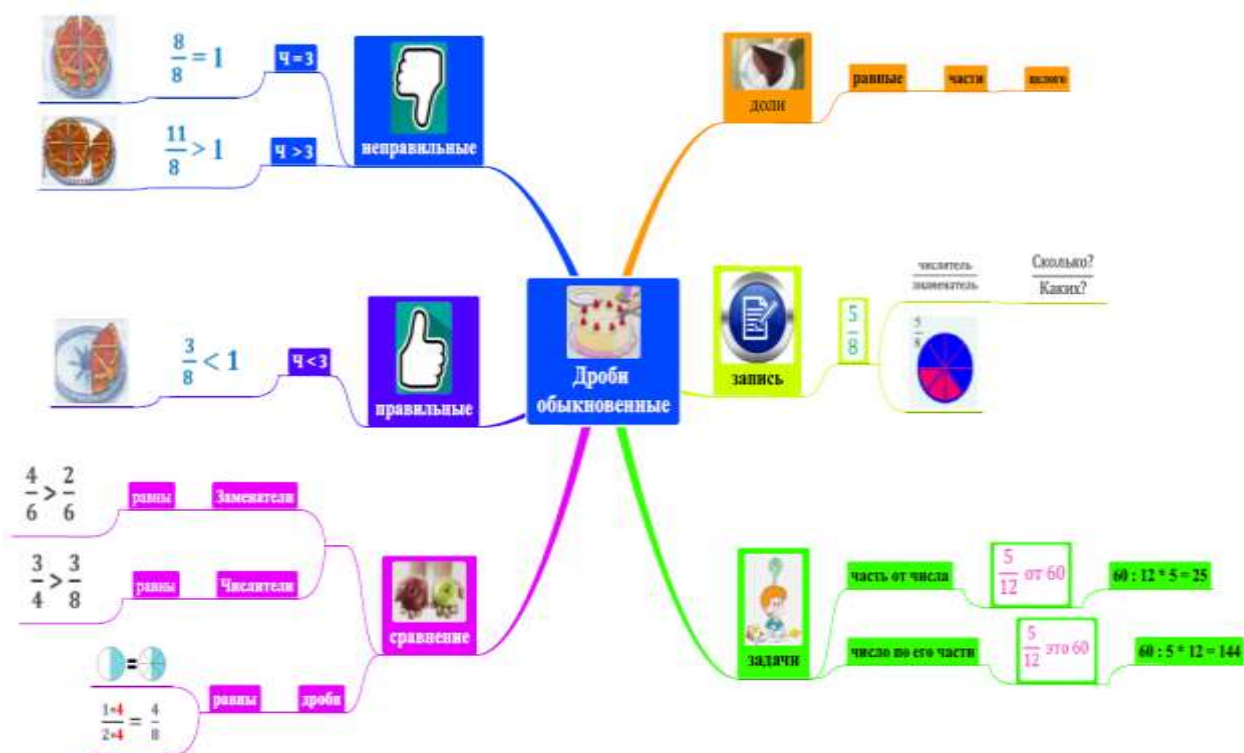 Дроби
обыкновенные
доли
равные части целого
запись
5/8
числитель/знаменатель
Сколько?/Каких?
5/8
задачи
часть от числа
5/12 от 60
60 : 12 * 5 = 25
число по его части
5/12 это 60
60 : 5 * 12 = 144
неправильные
Ч = З
8/8 = 1
Ч > З
11/8 > 1
правильные
Ч < З
3/8 < 1
сравнение
Заменатели равны
4/6 > 2/6
Числители равны
3/4 > 3/8
дроби равны
=
1*4/2*4 = 4/8